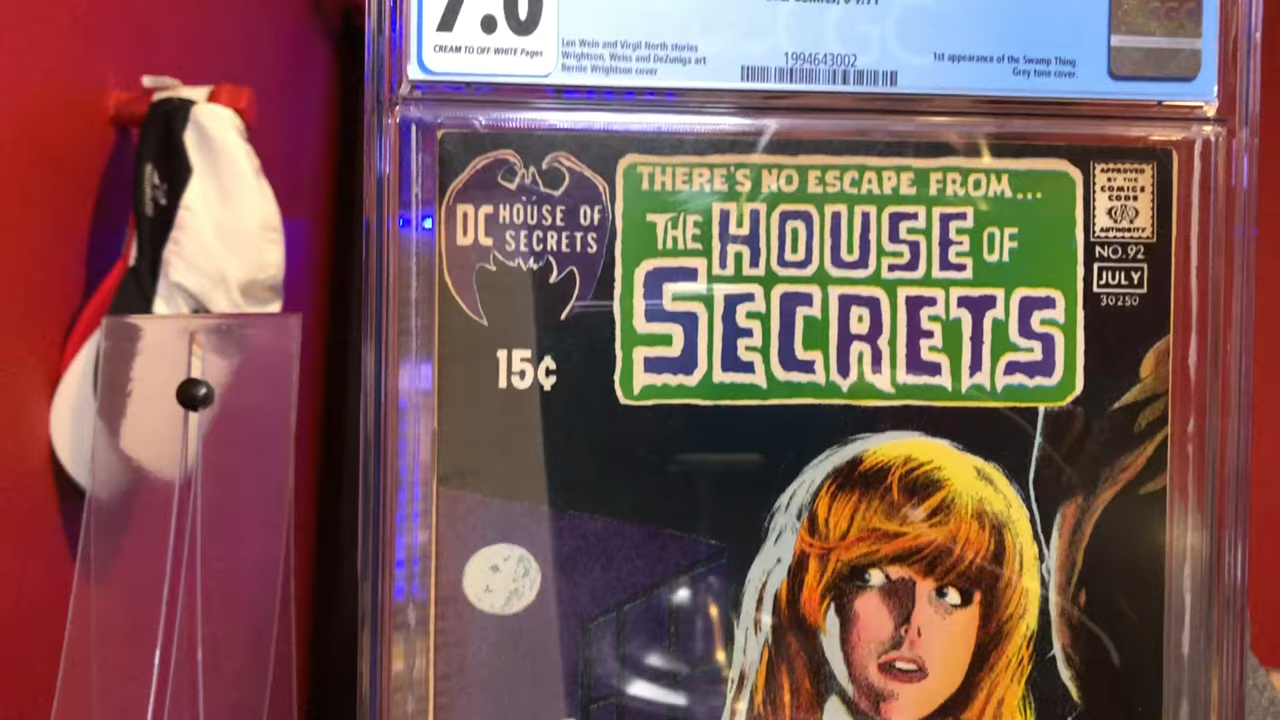 7.0
CREAM TO OFF-WHITE Pages
Len Wein and Virgil North stories
Wrightson, Weiss and DeZuniga art
Bernie Wrightson cover
1994643002
1st appearance of the Swamp Thing.
Grey tone cover.
CGC
DC HOUSE OF
SECRETS
15¢
THERE'S NO ESCAPE FROM...
THE HOUSE OF
SECRETS
APPROVED
BY THE
COMICS
CODE
AUTHORITY
NO.92
JULY
30250